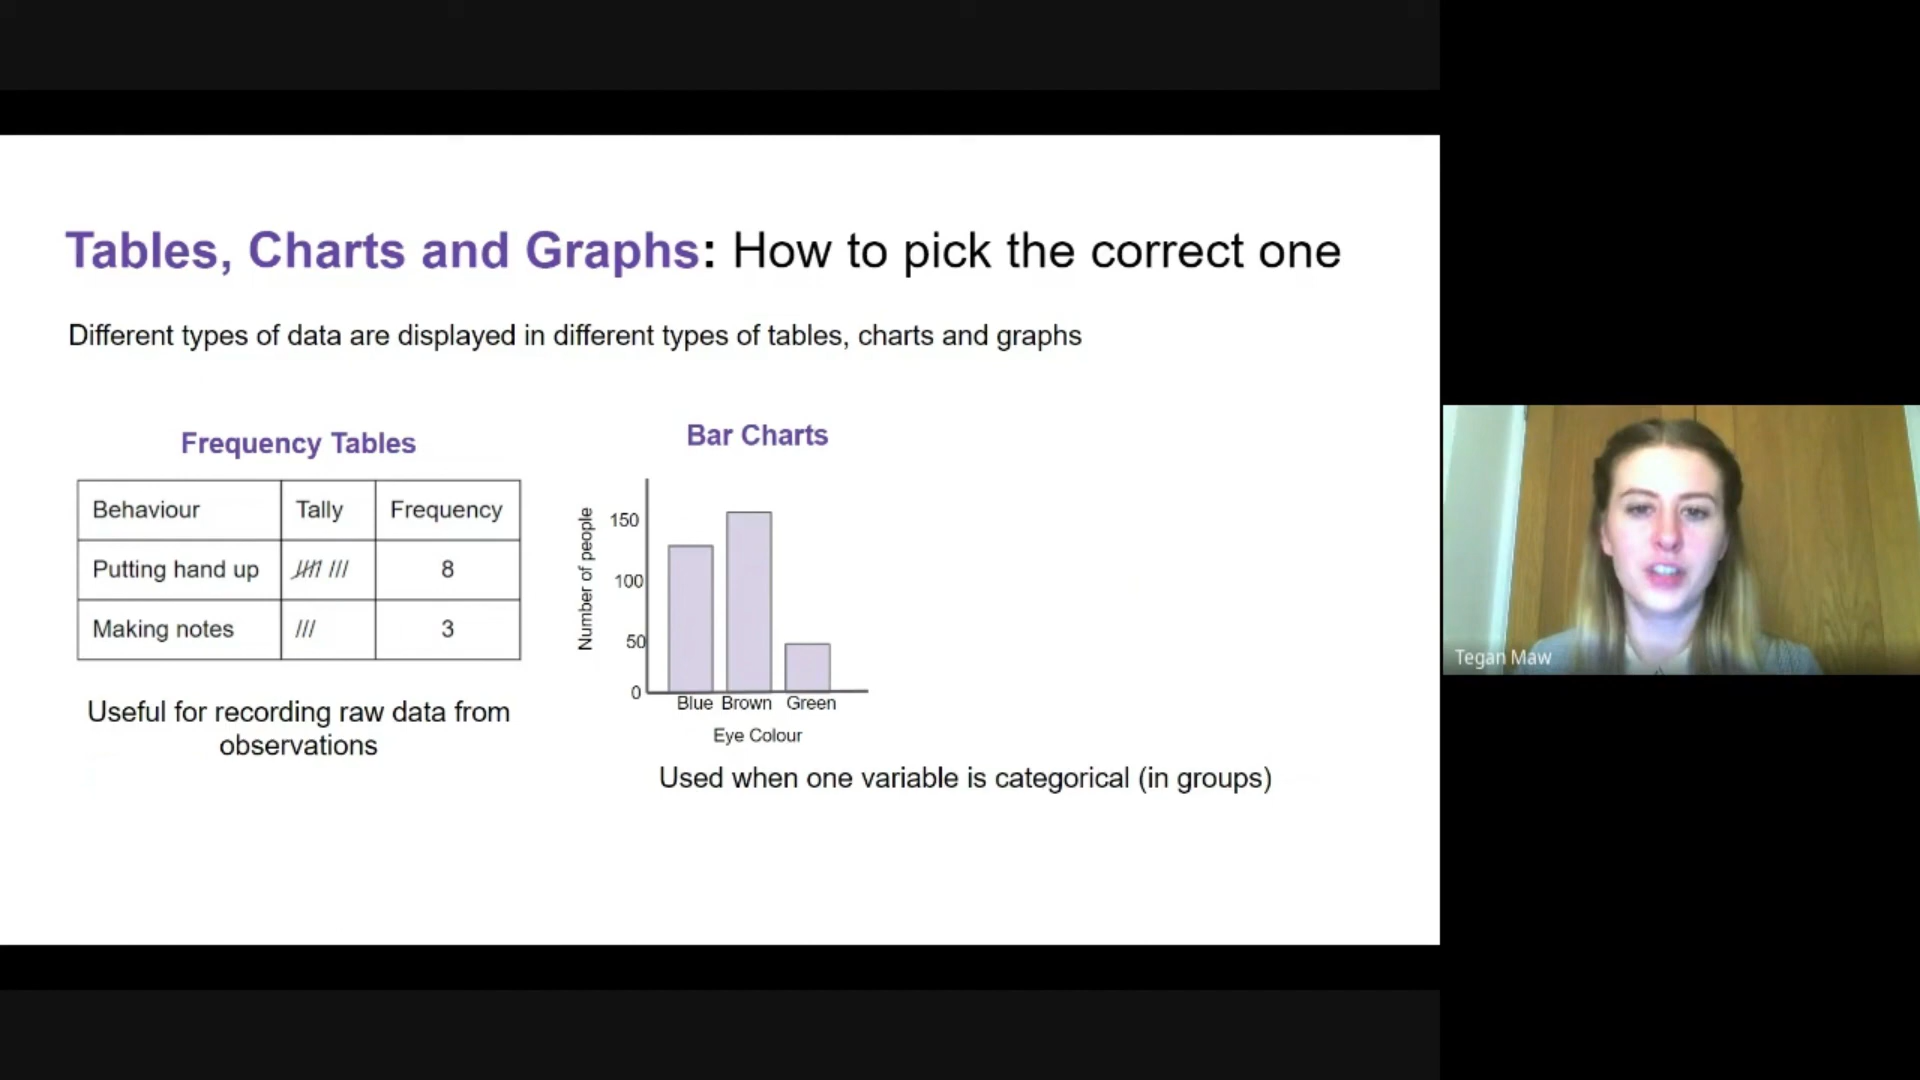 Tables, Charts and Graphs: How to pick the correct one
Different types of data are displayed in different types of tables, charts and graphs
Frequency Tables
Behaviour Tally Frequency
Putting hand up 8
Making notes /// 3
Useful for recording raw data from
observations
Bar Charts
Number of people
150
100
50
0
Blue Brown Green
Eye Colour
Used when one variable is categorical (in groups)
Tegan Maw